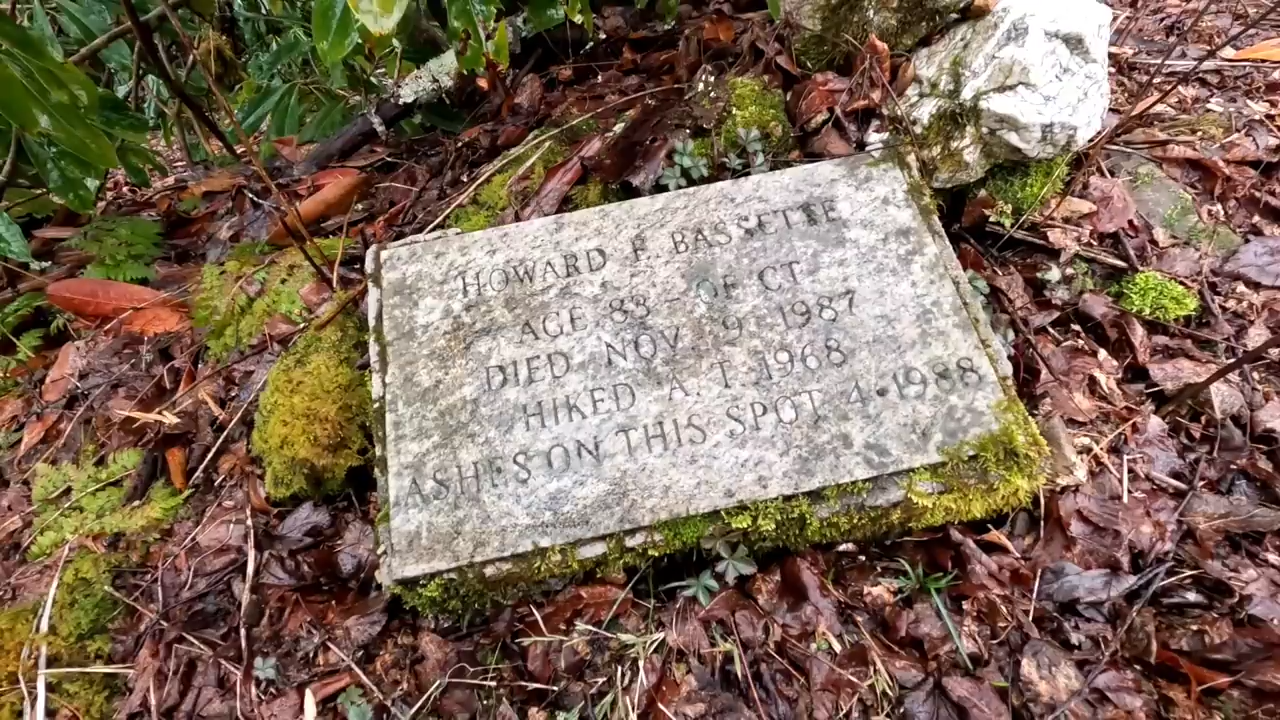 HOWARD E. BASSETTE
AGE 83 - OF CT
DIED NOV. 9 1987
HIKED A.T. 1968
ASHES ON THIS SPOT 4•1988